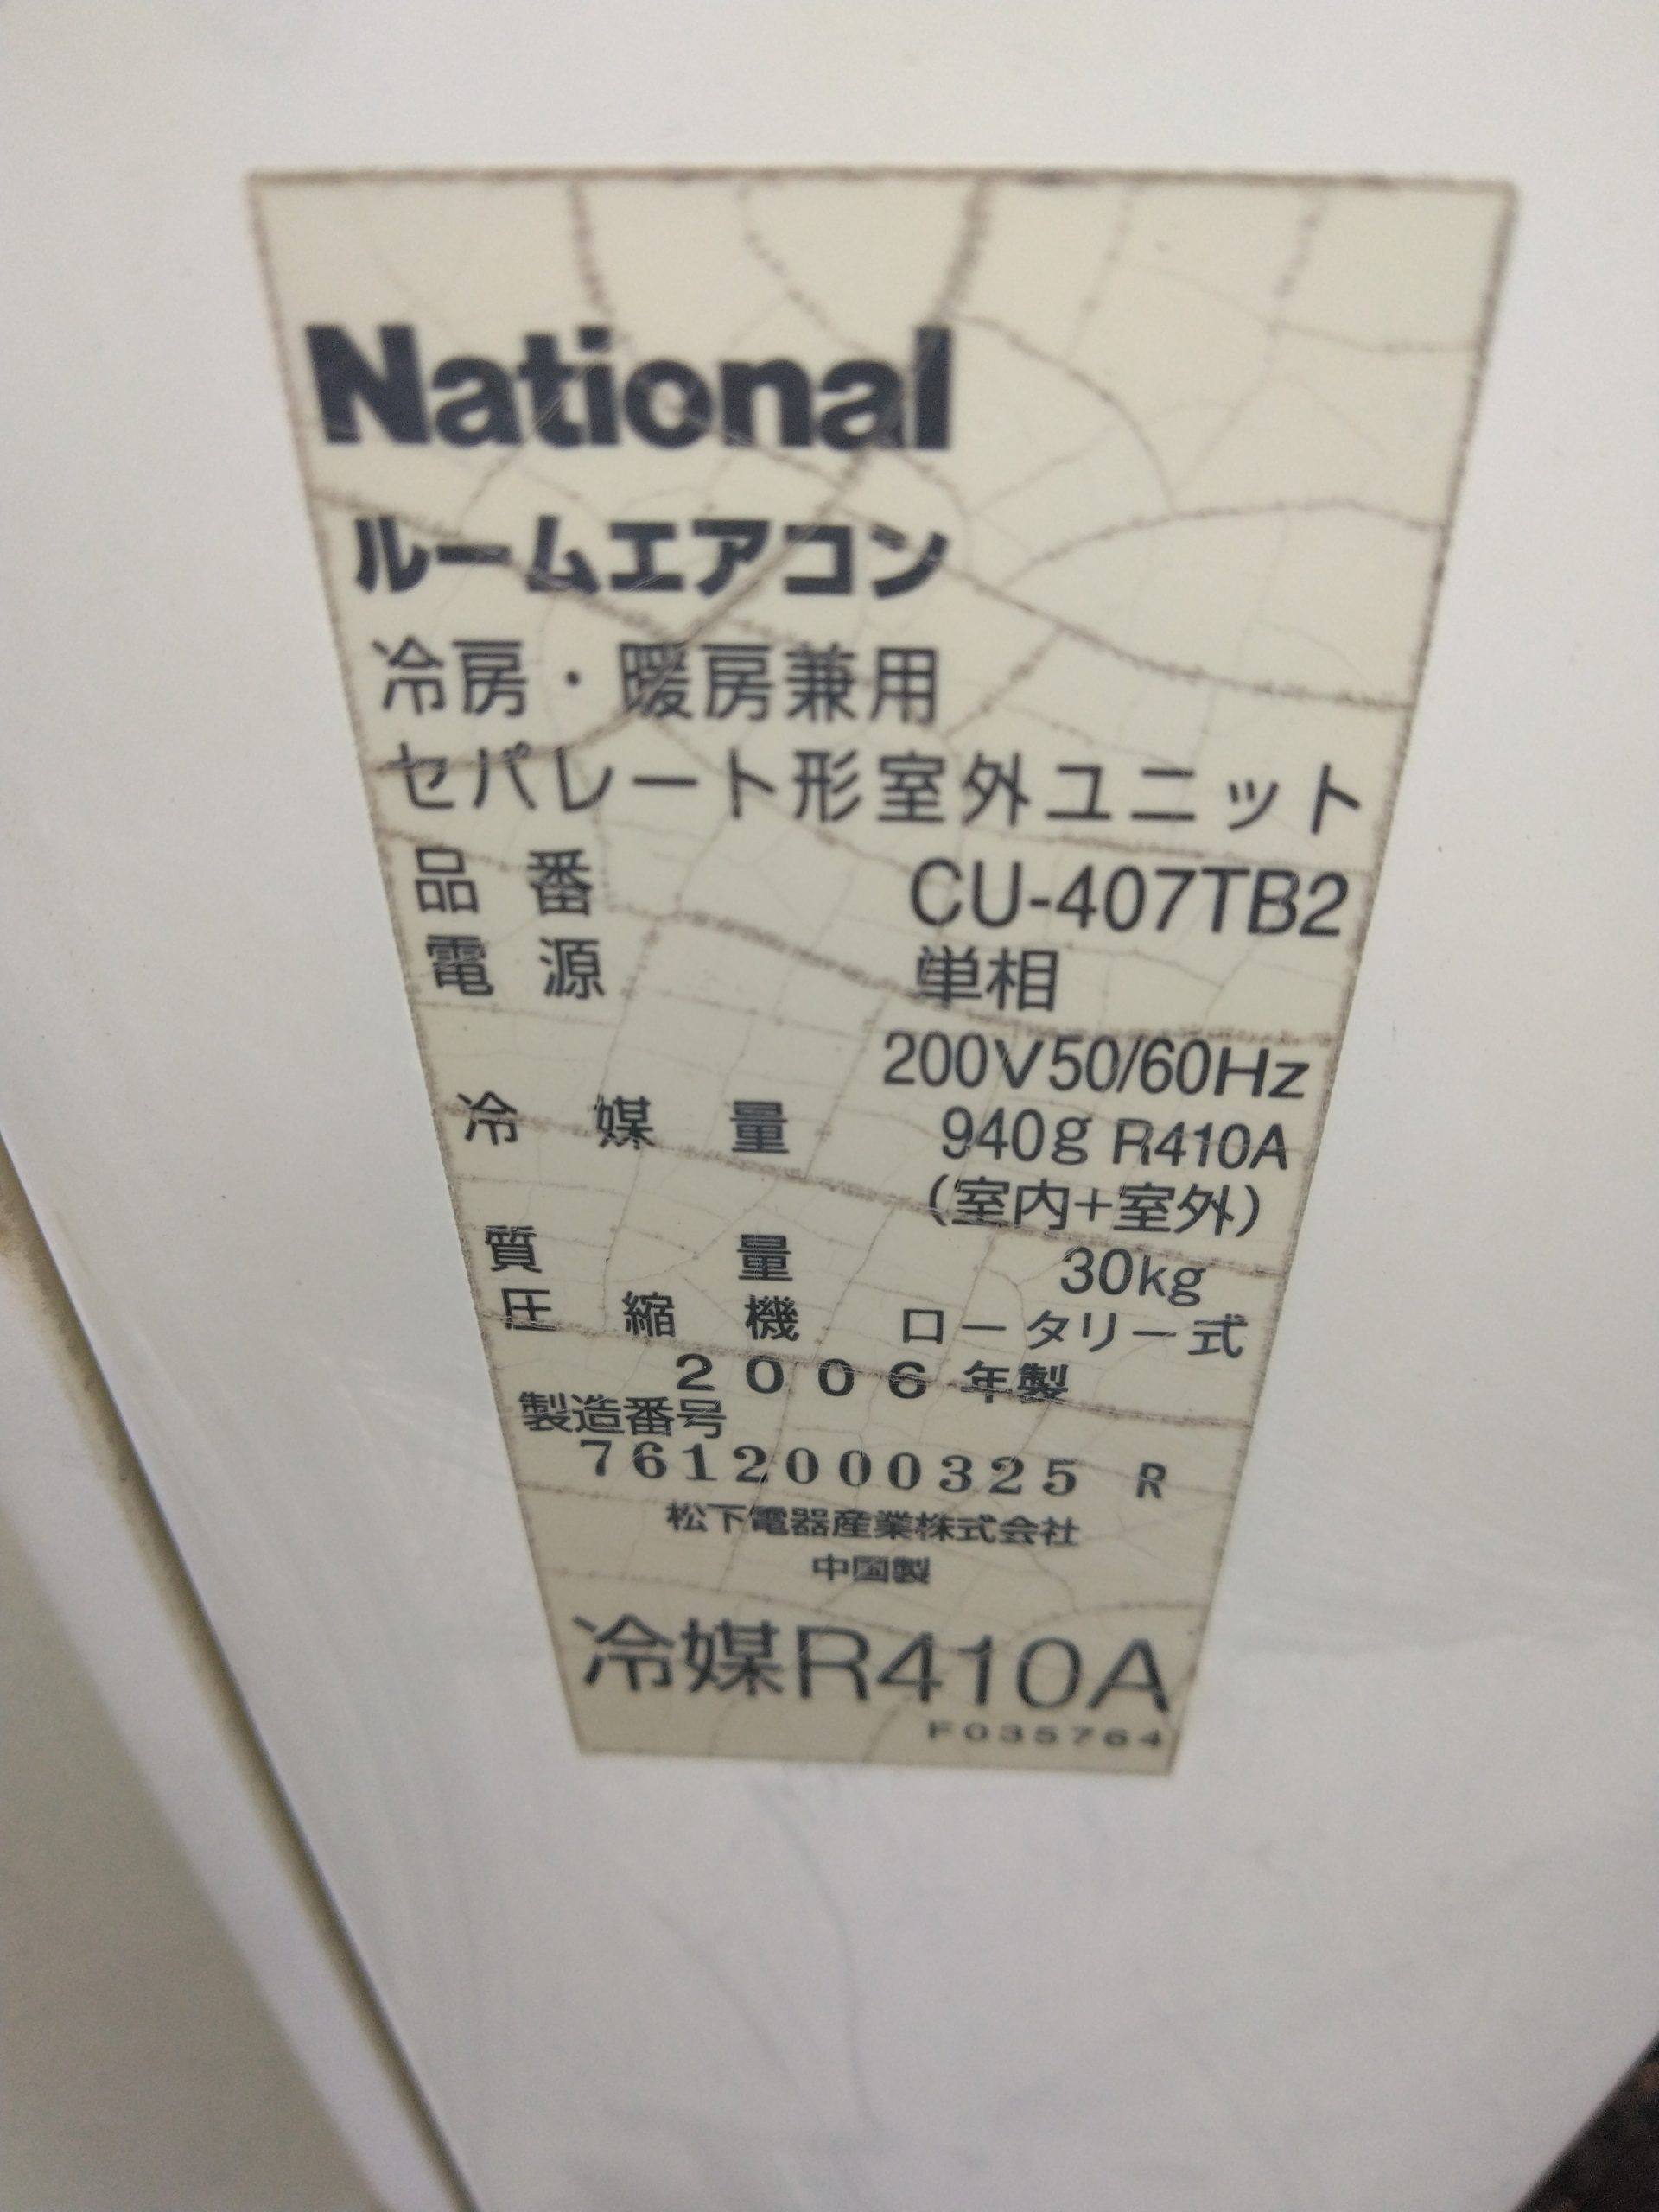 National
ルームエアコン
冷房・暖房兼用
セパレート形室外ユニット
品番 CU-407TB2
電源 単相
200V50/60Hz
冷媒量 940g R410A
(室内+室外)
質量 30kg
圧縮機 ロータリー式
2006年製
製造番号
7612000325 R
松下電器産業株式会社
中国製
冷媒R410A
F035764